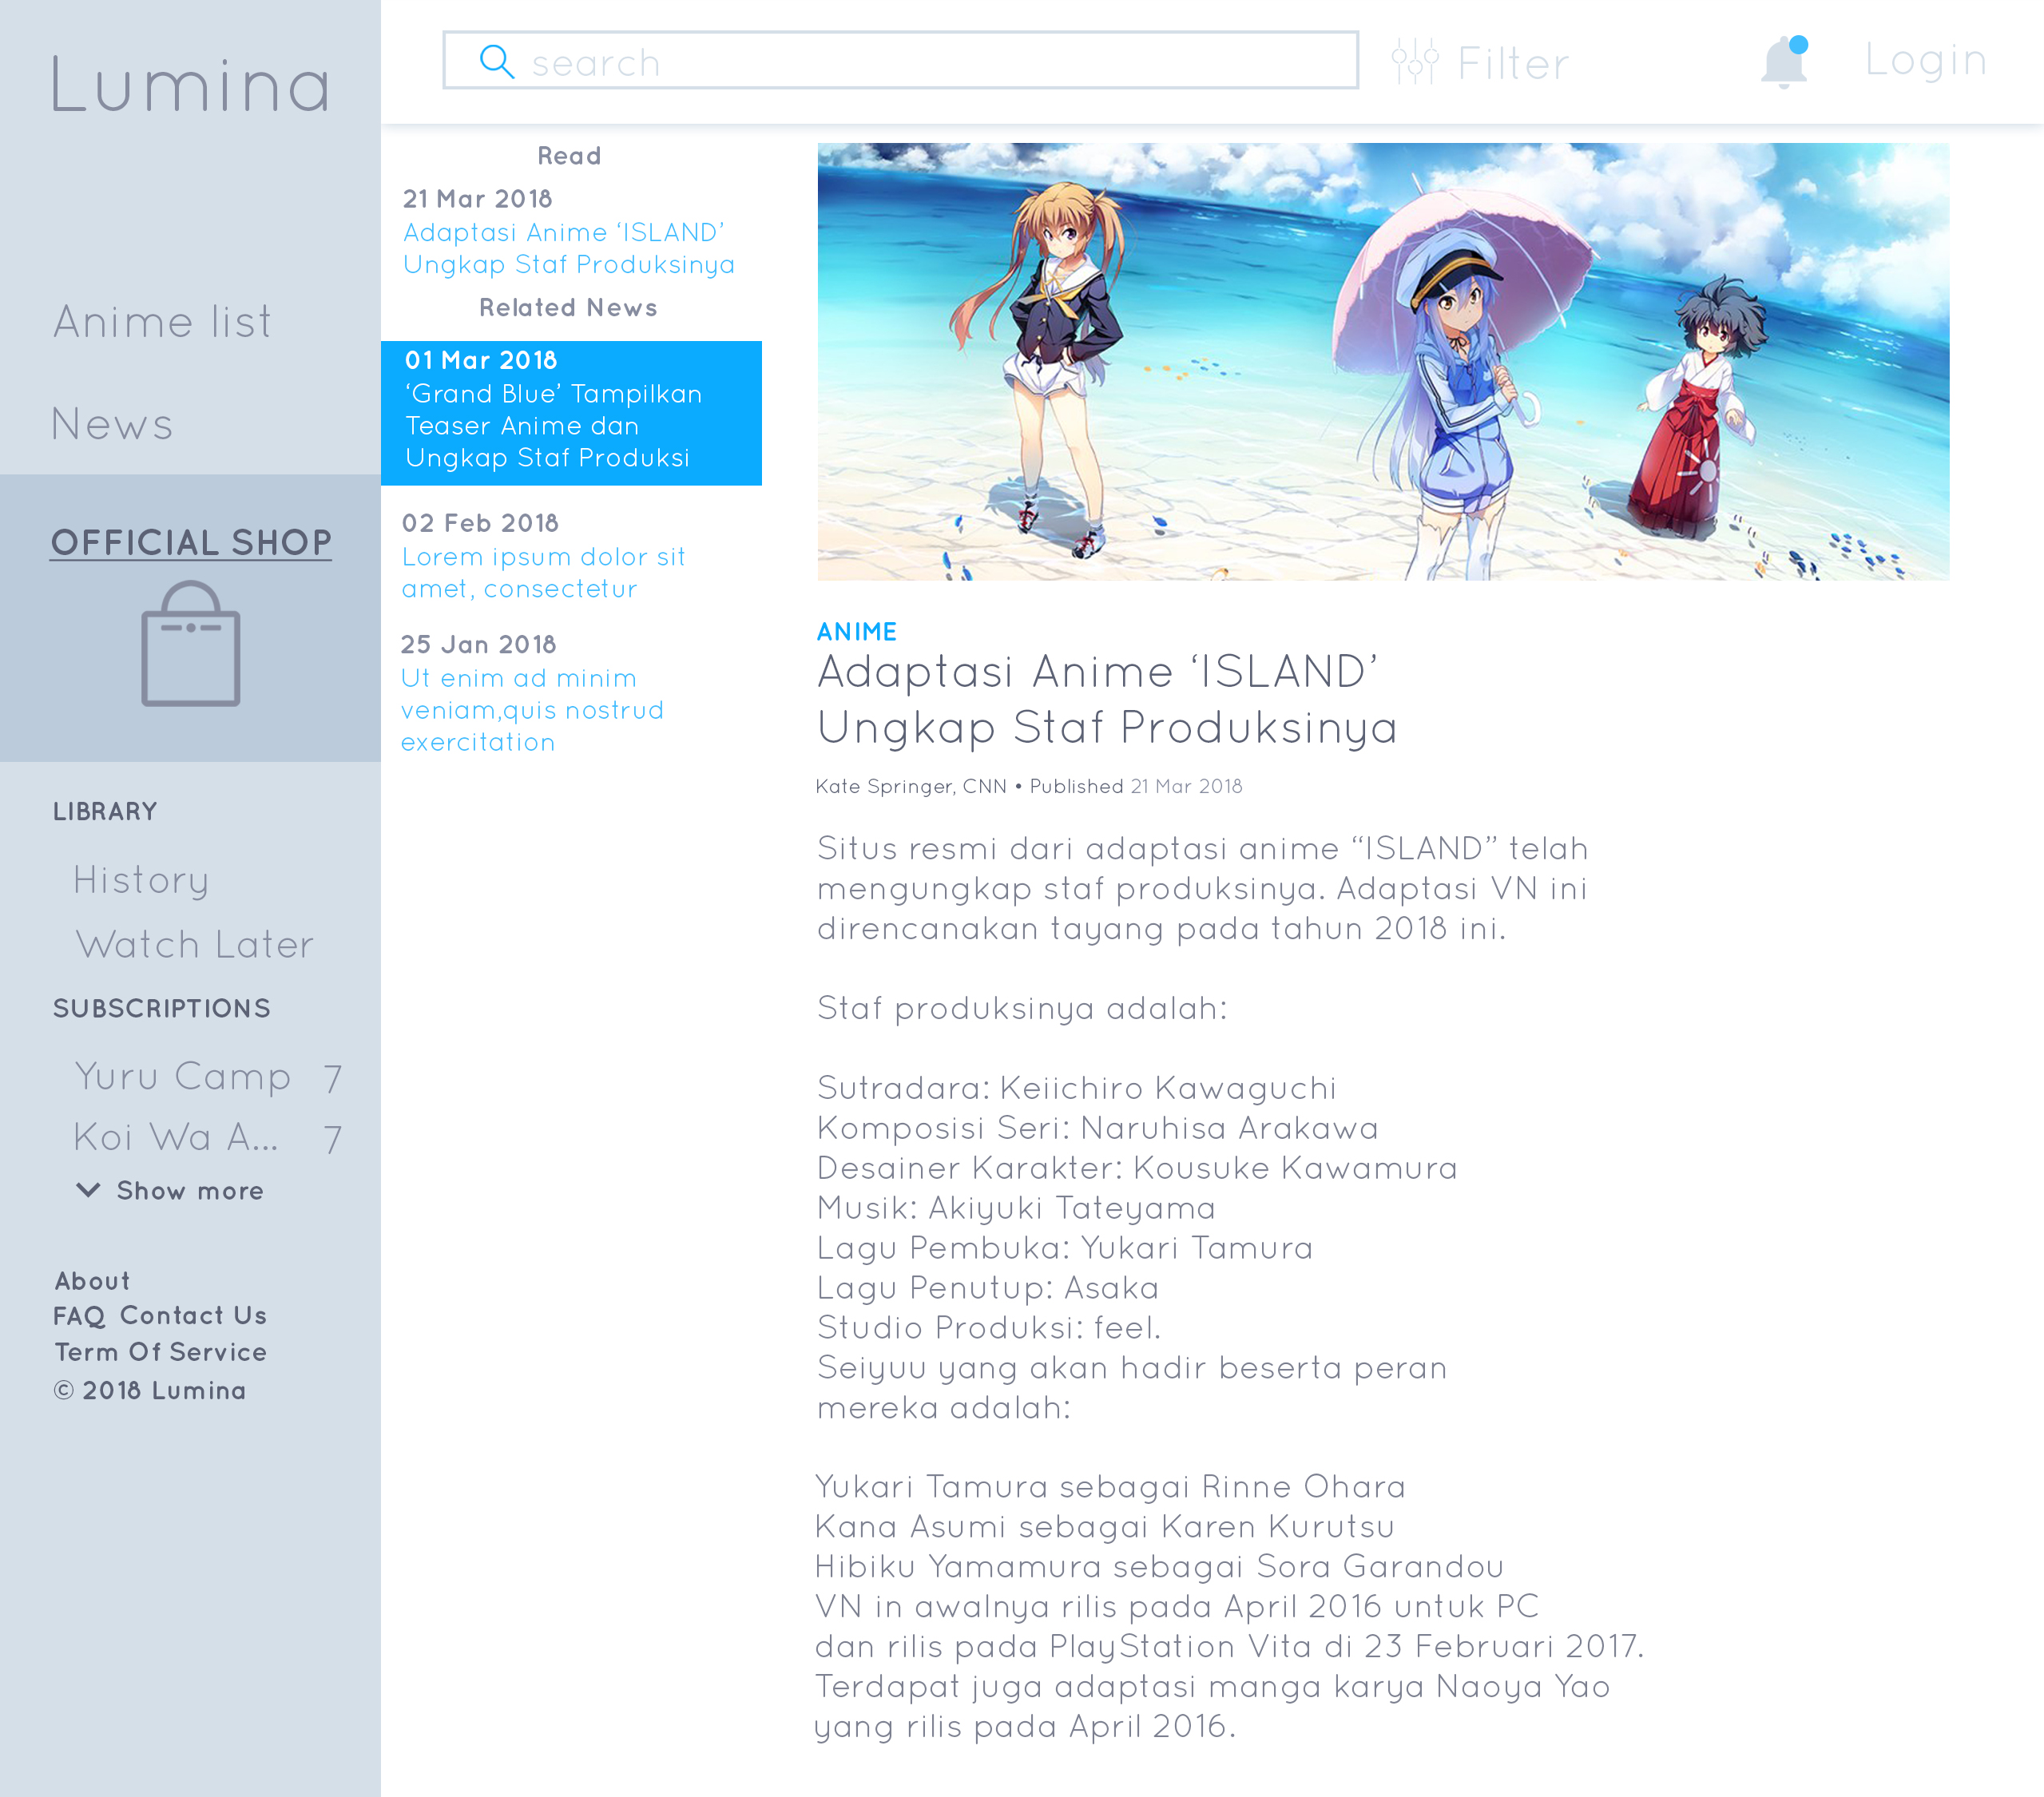 Lumina
search
Filter
Login
Anime list
News
OFFICIAL SHOP
LIBRARY
History
Watch Later
SUBSCRIPTIONS
Yuru Camp 7
Koi Wa A... 7
Show more
About
FAQ Contact Us
Term Of Service
© 2018 Lumina
Read
21 Mar 2018
Adaptasi Anime ‘ISLAND’
Ungkap Staf Produksinya
Related News
01 Mar 2018
‘Grand Blue’ Tampilkan
Teaser Anime dan
Ungkap Staf Produksi
02 Feb 2018
Lorem ipsum dolor sit
amet, consectetur
25 Jan 2018
Ut enim ad minim
veniam,quis nostrud
exercitation
ANIME
Adaptasi Anime ‘ISLAND’
Ungkap Staf Produksinya
Kate Springer, CNN • Published 21 Mar 2018
Situs resmi dari adaptasi anime “ISLAND” telah
mengungkap staf produksinya. Adaptasi VN ini
direncanakan tayang pada tahun 2018 ini.
Staf produksinya adalah:
Sutradara: Keiichiro Kawaguchi
Komposisi Seri: Naruhisa Arakawa
Desainer Karakter: Kousuke Kawamura
Musik: Akiyuki Tateyama
Lagu Pembuka: Yukari Tamura
Lagu Penutup: Asaka
Studio Produksi: feel.
Seiyuu yang akan hadir beserta peran
mereka adalah:
Yukari Tamura sebagai Rinne Ohara
Kana Asumi sebagai Karen Kurutsu
Hibiku Yamamura sebagai Sora Garandou
VN in awalnya rilis pada April 2016 untuk PC
dan rilis pada PlayStation Vita di 23 Februari 2017.
Terdapat juga adaptasi manga karya Naoya Yao
yang rilis pada April 2016.